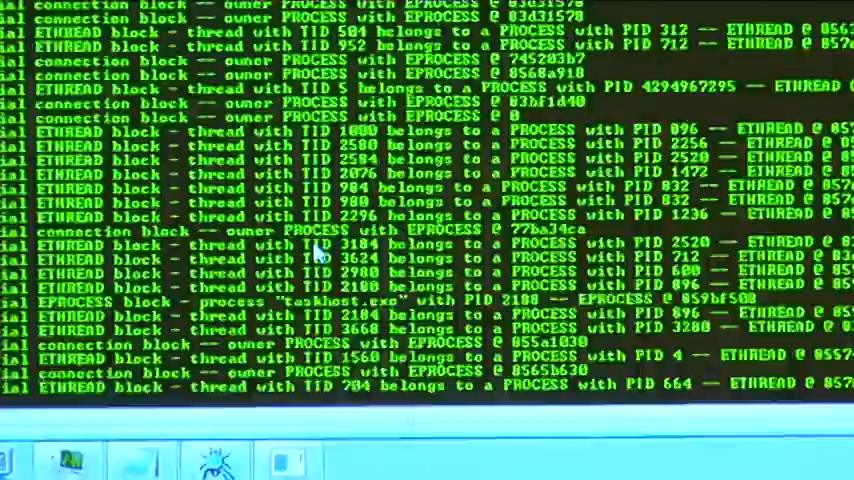 ial connection block -- owner PROCESS with EPROCESS @ 83d31578
ial connection block -- owner PROCESS with EPROCESS @ 83d31578
ial ETHREAD block - thread with TID 504 belongs to a PROCESS with PID 312 -- ETHREAD @
ial ETHREAD block - thread with TID 952 belongs to a PROCESS with PID 712 -- ETHREAD @
ial connection block -- owner PROCESS with EPROCESS @ 745203b7
ial connection block -- owner PROCESS with EPROCESS @ 8568a918
ial ETHREAD block - thread with TID 5 belongs to a PROCESS with PID 4294967295 -- ETHREAD @
ial connection block -- owner PROCESS with EPROCESS @ 83bf1d40
ial connection block -- owner PROCESS with EPROCESS @ 0
ial ETHREAD block - thread with TID 1000 belongs to a PROCESS with PID 896 -- ETHREAD @
ial ETHREAD block - thread with TID 2580 belongs to a PROCESS with PID 2256 -- ETHREAD @
ial ETHREAD block - thread with TID 2584 belongs to a PROCESS with PID 2520 -- ETHREAD @
ial ETHREAD block - thread with TID 2076 belongs to a PROCESS with PID 1472 -- ETHREAD @
ial ETHREAD block - thread with TID 984 belongs to a PROCESS with PID 832 -- ETHREAD @
ial ETHREAD block - thread with TID 980 belongs to a PROCESS with PID 832 -- ETHREAD @
ial ETHREAD block - thread with TID 2296 belongs to a PROCESS with PID 1236 -- ETHREAD @
ial connection block -- owner PROCESS with EPROCESS @ 77ba34ca
ial ETHREAD block - thread with TID 3184 belongs to a PROCESS with PID 2520 -- ETHREAD @
ial ETHREAD block - thread with TID 3624 belongs to a PROCESS with PID 712 -- ETHREAD @
ial ETHREAD block - thread with TID 2980 belongs to a PROCESS with PID 600 -- ETHREAD @
ial ETHREAD block - thread with TID 2100 belongs to a PROCESS with PID 896 -- ETHREAD @
ial EPROCESS block - process "taskhost.exe" with PID 2188 -- EPROCESS @ 859bf508
ial ETHREAD block - thread with TID 2184 belongs to a PROCESS with PID 896 -- ETHREAD @
ial ETHREAD block - thread with TID 3668 belongs to a PROCESS with PID 3280 -- ETHREAD @
ial connection block -- owner PROCESS with EPROCESS @ 855a1030
ial ETHREAD block - thread with TID 1560 belongs to a PROCESS with PID 4 -- ETHREAD @
ial connection block -- owner PROCESS with EPROCESS @ 8565b630
ial ETHREAD block - thread with TID 704 belongs to a PROCESS with PID 664 -- ETHREAD @